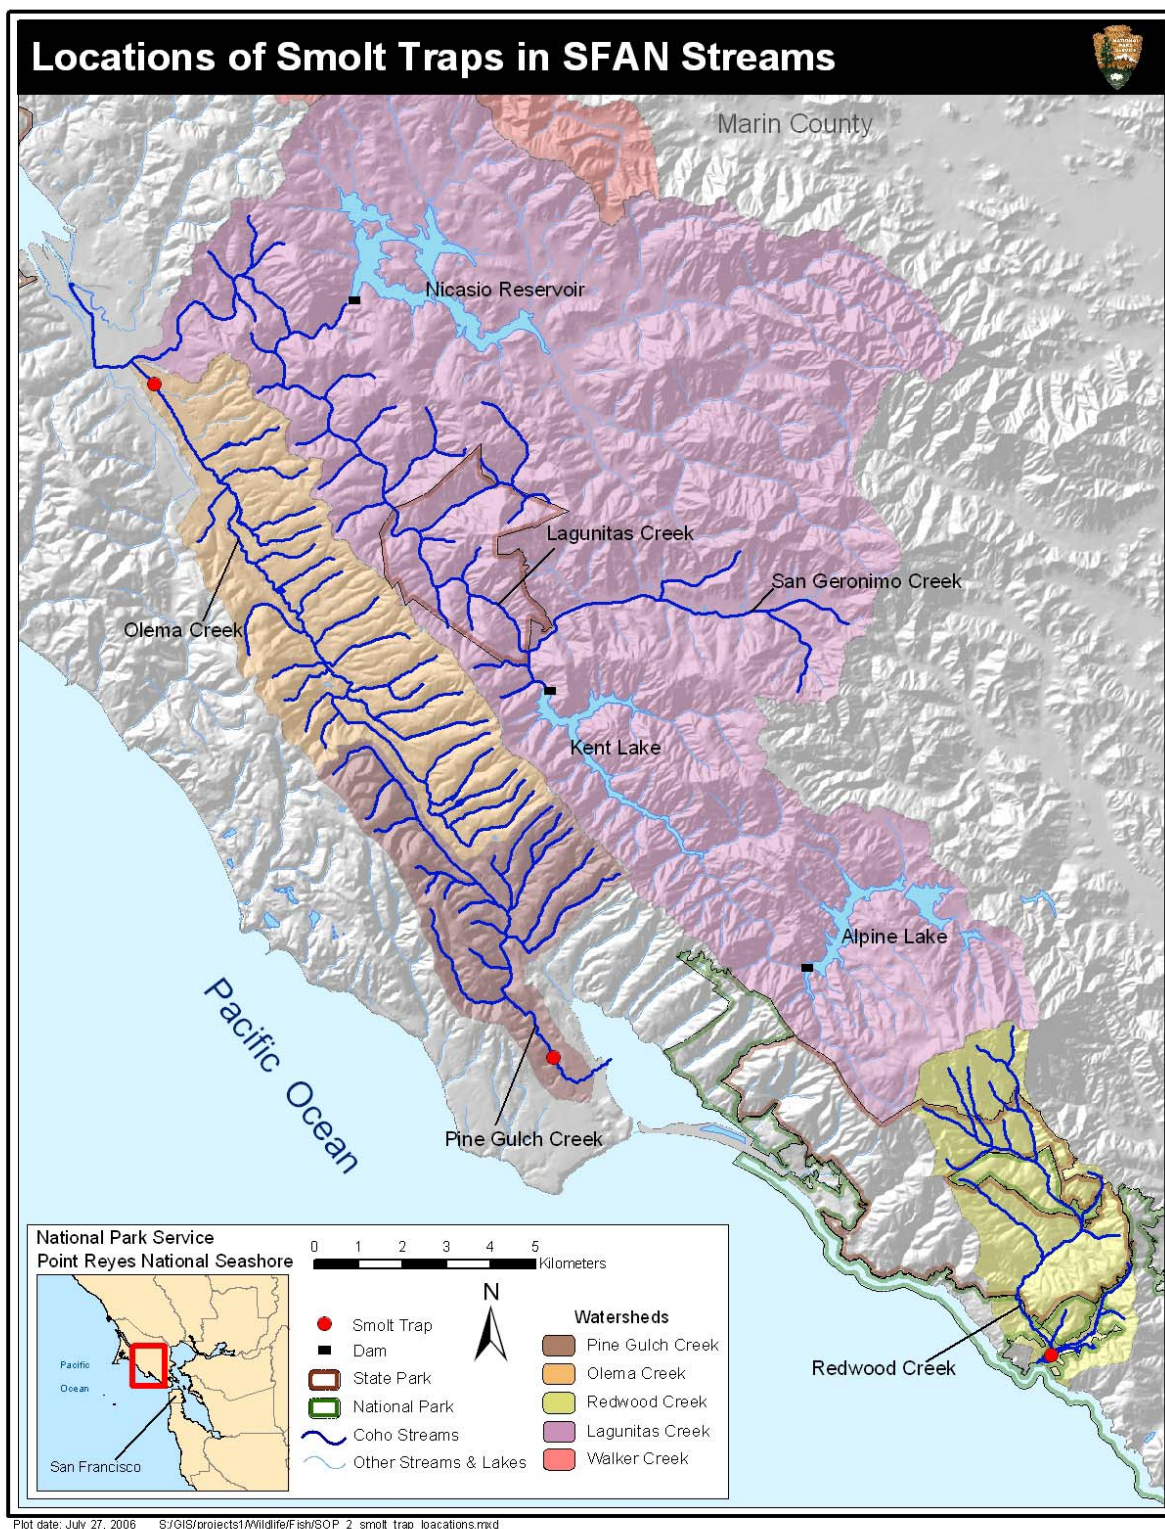 Locations of Smolt Traps in SFAN Streams
Marin County
Nicasio Reservoir
Lagunitas Creek
San Geronimo Creek
Olema Creek
Kent Lake
Alpine Lake
Pacific Ocean
Pine Gulch Creek
Redwood Creek
National Park Service
Point Reyes National Seashore
Pacific
Ocean
San Francisco
0 1 2 3 4 5
Kilometers
N
Smolt Trap
Dam
State Park
National Park
Coho Streams
Other Streams & Lakes
Watersheds
Pine Gulch Creek
Olema Creek
Redwood Creek
Lagunitas Creek
Walker Creek
Plot date: July 27, 2006 S:/GIS/projects1/Wildlife/Fish/SOP_2_smolt_trap_loacations.mxd